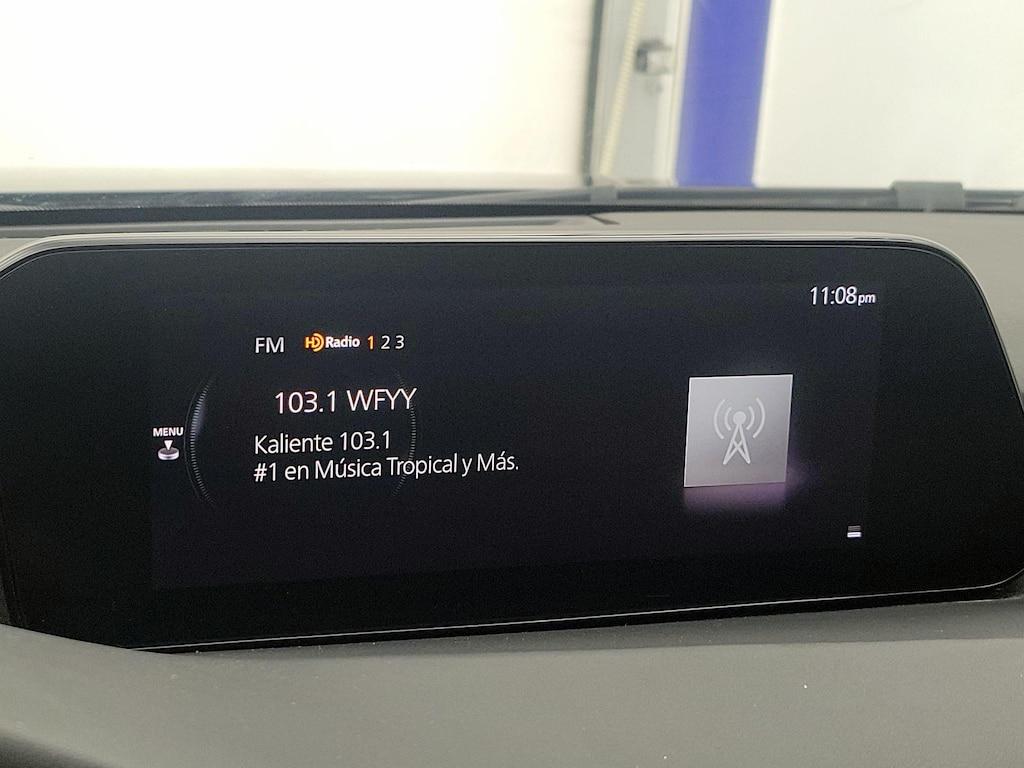 11:08pm
FM HD Radio 1 2 3
103.1 WFYY
MENU
Kaliente 103.1
#1 en Música Tropical y Más.